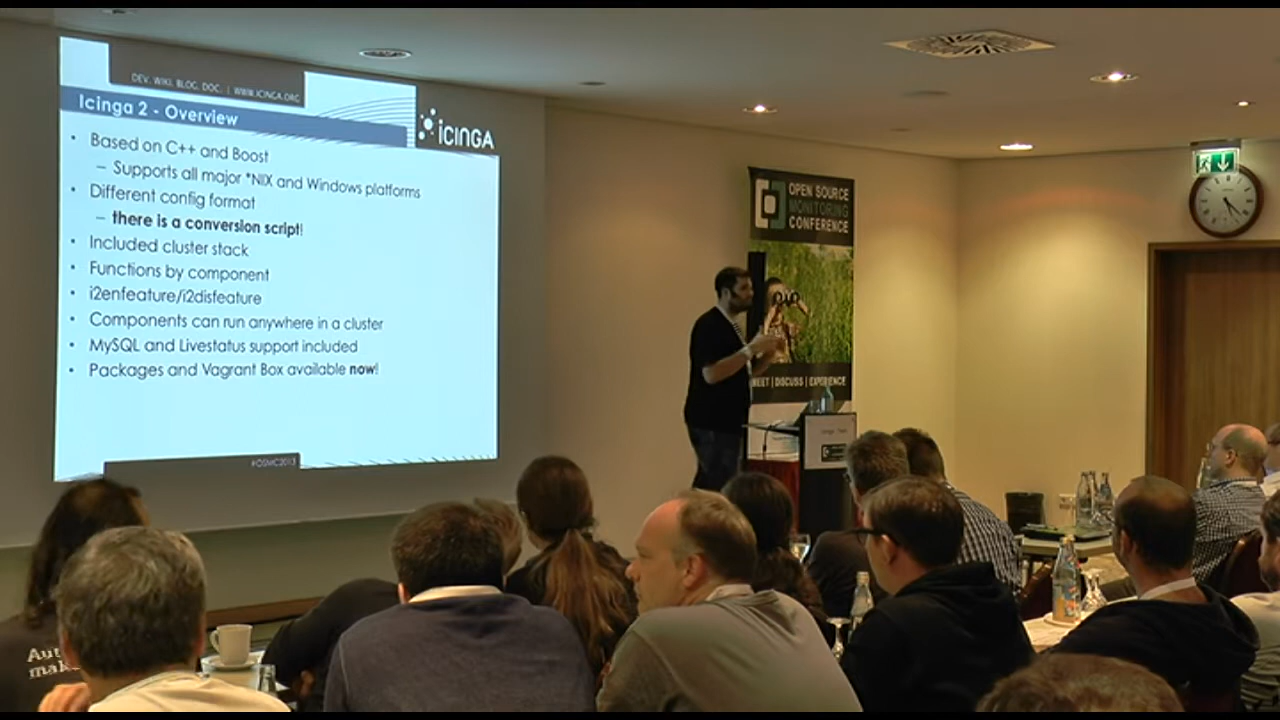 DEV. WIKI. BLOG. DOC. | WWW.ICINGA.ORG
Icinga 2 - Overview
ICINGA
• Based on C++ and Boost
– Supports all major *NIX and Windows platforms
• Different config format
– there is a conversion script!
• Included cluster stack
• Functions by component
• i2enfeature/i2disfeature
• Components can run anywhere in a cluster
• MySQL and Livestatus support included
• Packages and Vagrant Box available now!
#OSMC2013
OPEN SOURCE
MONITORING
CONFERENCE
MEET | DISCUSS | EXPERIENCE